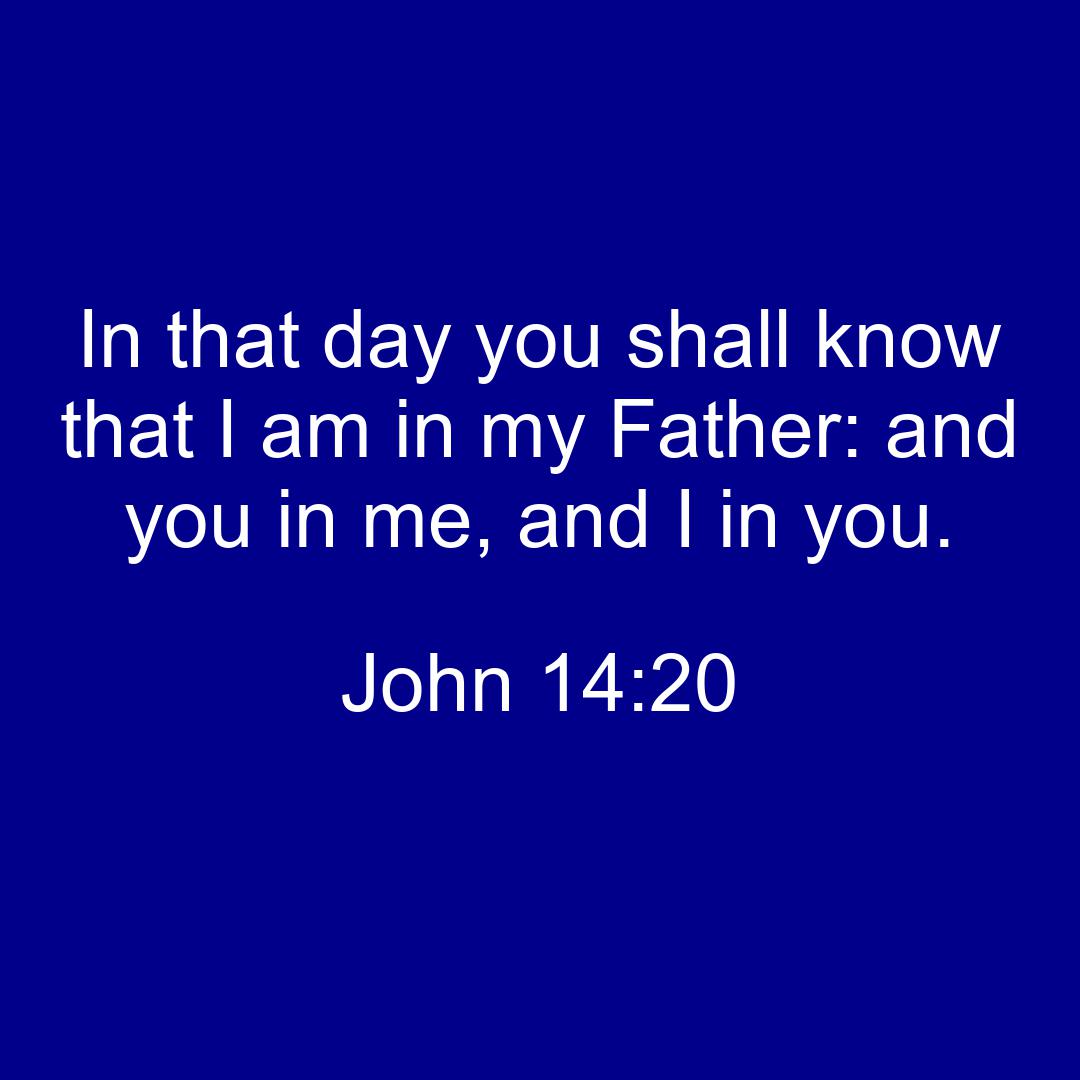 In that day you shall know
that I am in my Father: and
you in me, and I in you.
John 14:20